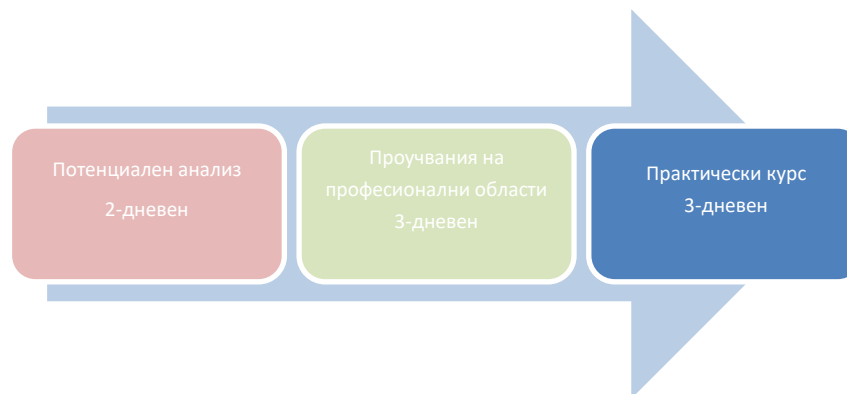 Потенциален анализ
2-дневен
Проучвания на
професионални области
3-дневен
Практически курс
3-дневен